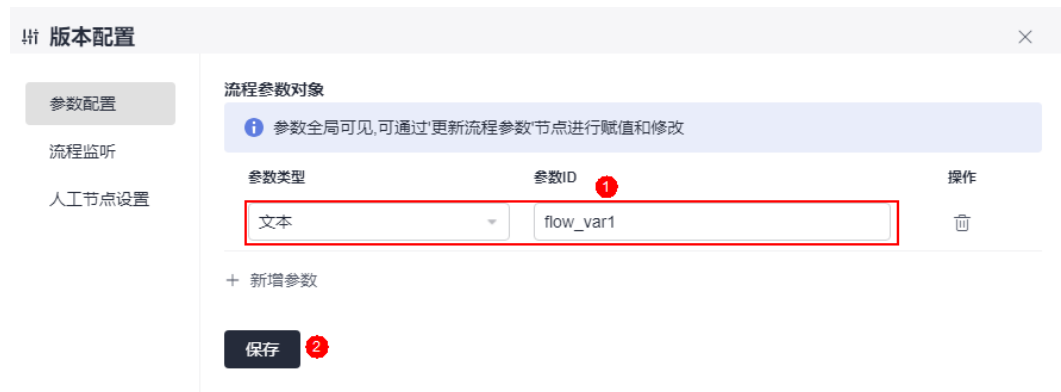 版本配置
参数配置
流程监听
人工节点设置
流程参数对象
参数全局可见,可通过'更新流程参数'节点进行赋值和修改
参数类型 参数ID 操作
1
文本 flow_var1
+ 新增参数
保存 2